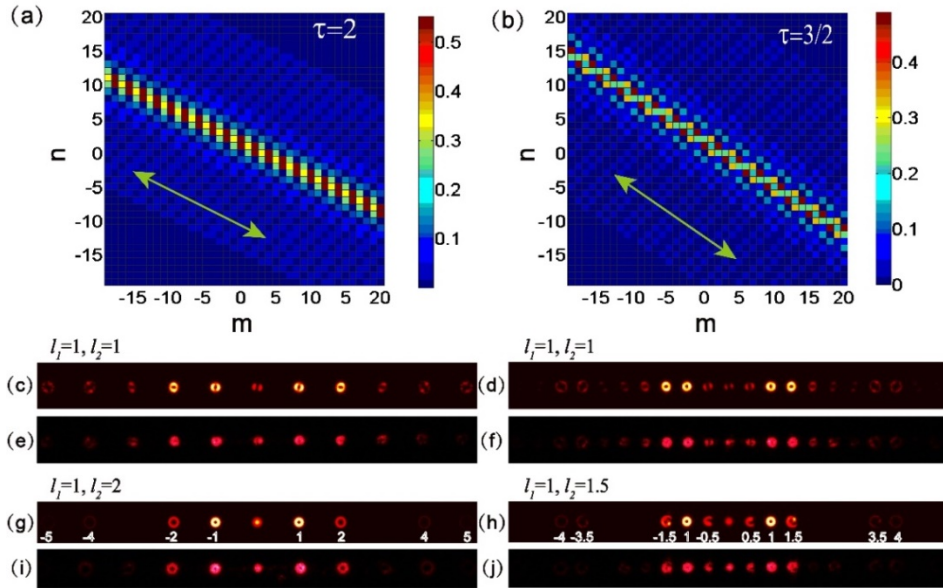 (a)
τ=2
20
15
10
5
0
-5
-10
-15
n
-15 -10 -5 0 5 10 15 20
m
0.5
0.4
0.3
0.2
0.1
(b)
τ=3/2
20
15
10
5
0
-5
-10
-15
n
-15 -10 -5 0 5 10 15 20
m
0.4
0.3
0.2
0.1
0
l₁=1, l₂=1
(c)
l₁=1, l₂=1
(d)
(e)
(f)
l₁=1, l₂=2
(g)
-5 -4 -2 -1 1 2 4 5
l₁=1, l₂=1.5
(h)
-4 -3.5 -1.5 1 -0.5 0.5 1 1.5 3.5 4
(i)
(j)